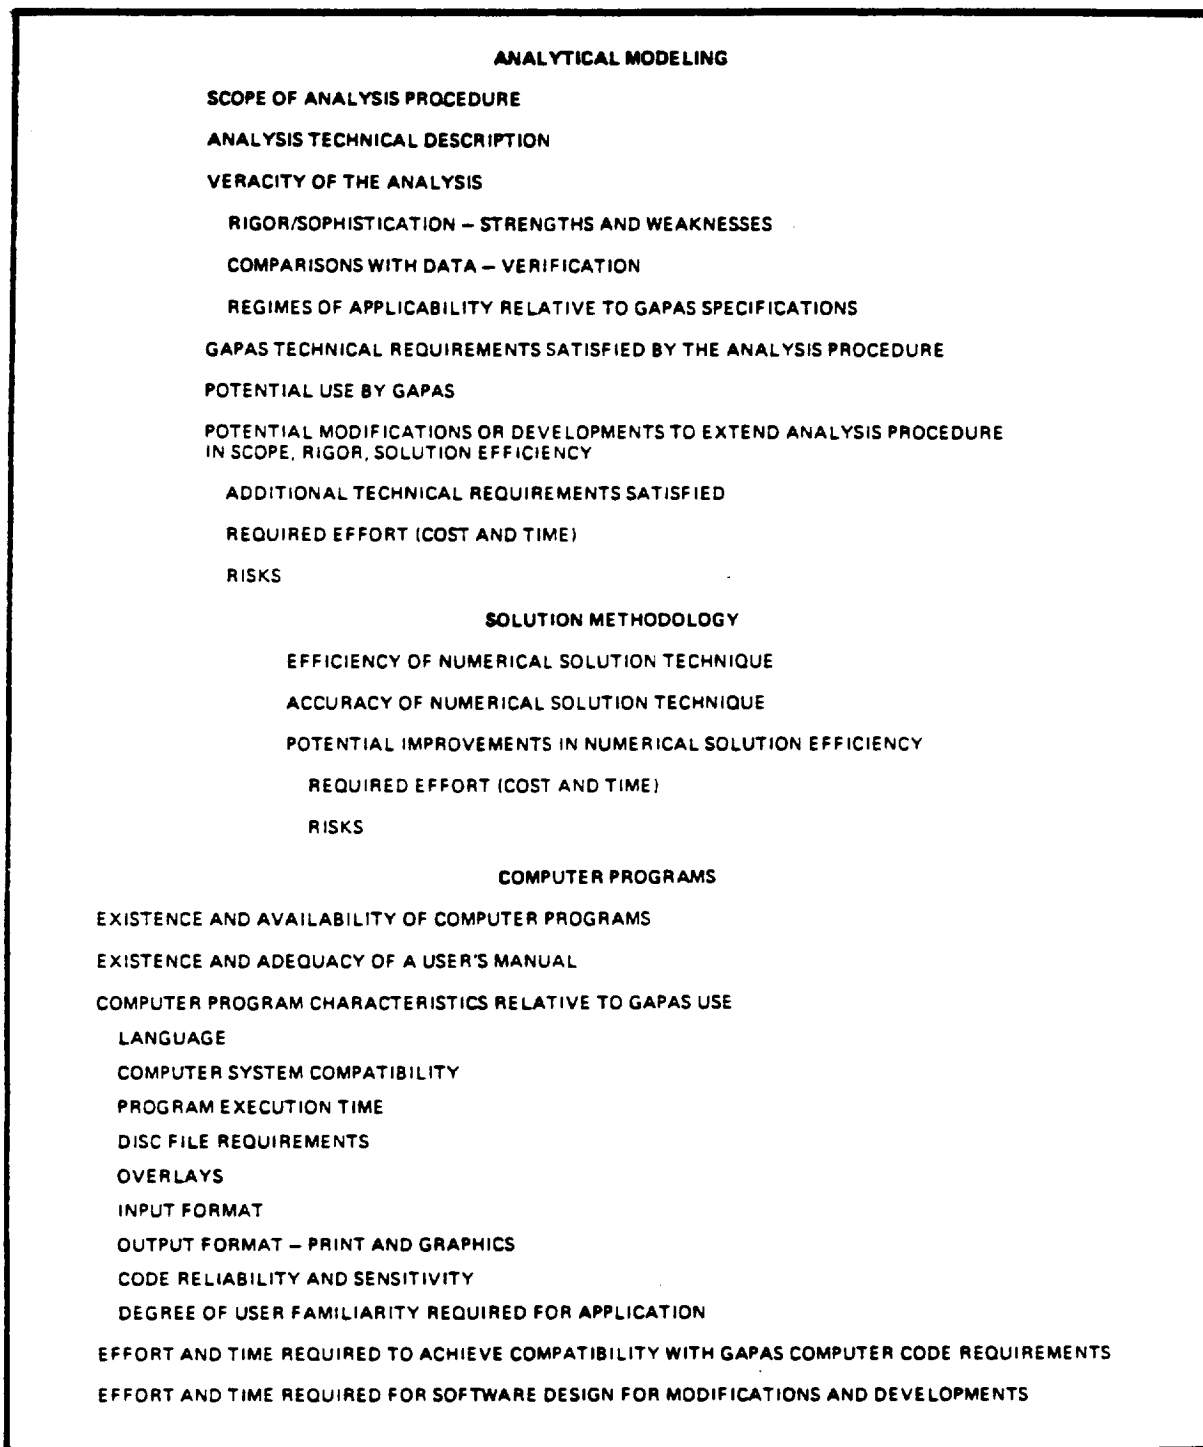 ANALYTICAL MODELING
SCOPE OF ANALYSIS PROCEDURE
ANALYSIS TECHNICAL DESCRIPTION
VERACITY OF THE ANALYSIS
RIGOR/SOPHISTICATION – STRENGTHS AND WEAKNESSES
COMPARISONS WITH DATA – VERIFICATION
REGIMES OF APPLICABILITY RELATIVE TO GAPAS SPECIFICATIONS
GAPAS TECHNICAL REQUIREMENTS SATISFIED BY THE ANALYSIS PROCEDURE
POTENTIAL USE BY GAPAS
POTENTIAL MODIFICATIONS OR DEVELOPMENTS TO EXTEND ANALYSIS PROCEDURE
IN SCOPE, RIGOR, SOLUTION EFFICIENCY
ADDITIONAL TECHNICAL REQUIREMENTS SATISFIED
REQUIRED EFFORT (COST AND TIME)
RISKS
SOLUTION METHODOLOGY
EFFICIENCY OF NUMERICAL SOLUTION TECHNIQUE
ACCURACY OF NUMERICAL SOLUTION TECHNIQUE
POTENTIAL IMPROVEMENTS IN NUMERICAL SOLUTION EFFICIENCY
REQUIRED EFFORT (COST AND TIME)
RISKS
COMPUTER PROGRAMS
EXISTENCE AND AVAILABILITY OF COMPUTER PROGRAMS
EXISTENCE AND ADEQUACY OF A USER'S MANUAL
COMPUTER PROGRAM CHARACTERISTICS RELATIVE TO GAPAS USE
LANGUAGE
COMPUTER SYSTEM COMPATIBILITY
PROGRAM EXECUTION TIME
DISC FILE REQUIREMENTS
OVERLAYS
INPUT FORMAT
OUTPUT FORMAT – PRINT AND GRAPHICS
CODE RELIABILITY AND SENSITIVITY
DEGREE OF USER FAMILIARITY REQUIRED FOR APPLICATION
EFFORT AND TIME REQUIRED TO ACHIEVE COMPATIBILITY WITH GAPAS COMPUTER CODE REQUIREMENTS
EFFORT AND TIME REQUIRED FOR SOFTWARE DESIGN FOR MODIFICATIONS AND DEVELOPMENTS